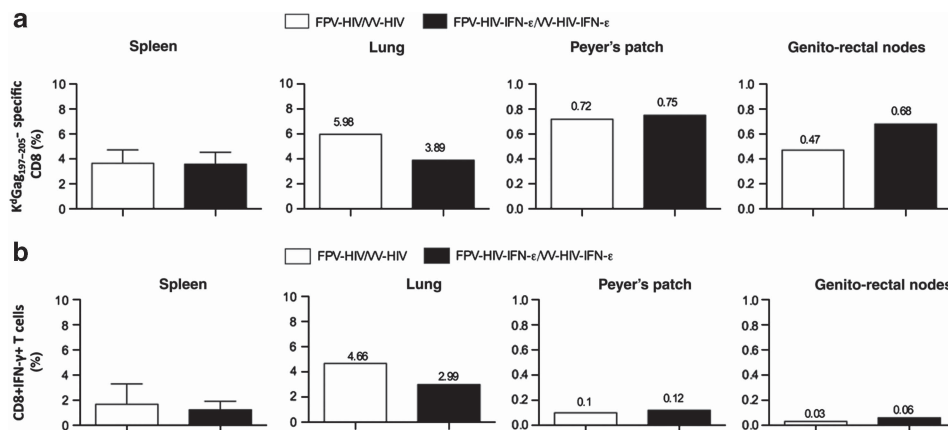 a
FPV-HIV/VV-HIV FPV-HIV-IFN-ε/VV-HIV-IFN-ε
Spleen Lung Peyer's patch Genito-rectal nodes
KdGag197–205– specific
CD8 (%)
10 8 6 4 2 0
10 8 6 4 2 0
5.98 3.89
1.0 0.8 0.6 0.4 0.2 0.0
0.72 0.75
1.0 0.8 0.6 0.4 0.2 0.0
0.47 0.68
b
FPV-HIV/VV-HIV FPV-HIV-IFN-ε/VV-HIV-IFN-ε
Spleen Lung Peyer's patch Genito-rectal nodes
CD8+IFN-γ+ T cells
(%)
10 8 6 4 2 0
10 8 6 4 2 0
4.66 2.99
1.0 0.8 0.6 0.4 0.2 0.0
0.1 0.12
1.0 0.8 0.6 0.4 0.2 0.0
0.03 0.06